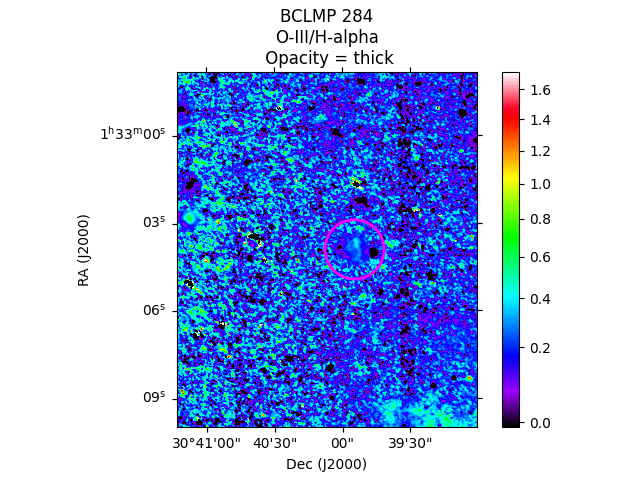 BCLMP 284
O-III/H-alpha
Opacity = thick
1h33m00s
03s
06s
09s
RA (J2000)
30°41'00"
40'30"
00"
39'30"
Dec (J2000)
1.6
1.4
1.2
1.0
0.8
0.6
0.4
0.2
0.0